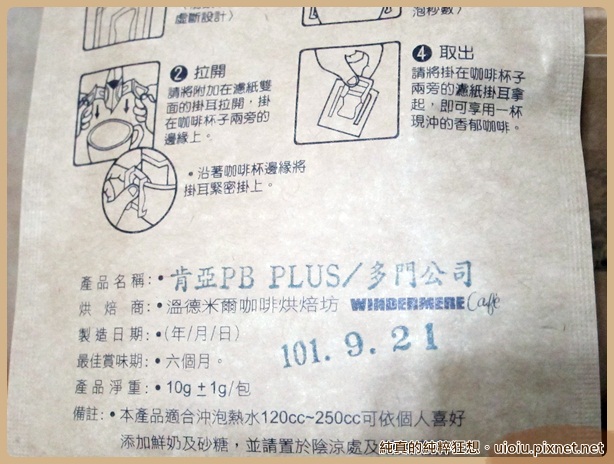 虛斷設計）
泡秒數）
❷ 拉開
請將附加在濾紙雙
面的掛耳拉開，掛
在咖啡杯子兩旁的
邊緣上。
• 沿著咖啡杯邊緣將
掛耳緊密掛上。
❹ 取出
請將掛在咖啡杯子
兩旁的濾紙掛耳拿
起，即可享用一杯
現沖的香郁咖啡。
產品名稱：• 肯亞PB PLUS/多門公司
烘焙商：• 溫德米爾咖啡烘焙坊 WINDERMERE Café
製造日期：•（年/月/日）
101.9.21
最佳賞味期：• 六個月。
產品淨重：• 10g ±1g/包
備註：• 本產品適合沖泡熱水120cc~250cc可依個人喜好
添加鮮奶及砂糖，並請置於陰涼處及
純真的純粹狂想。uioiu.pixnet.net